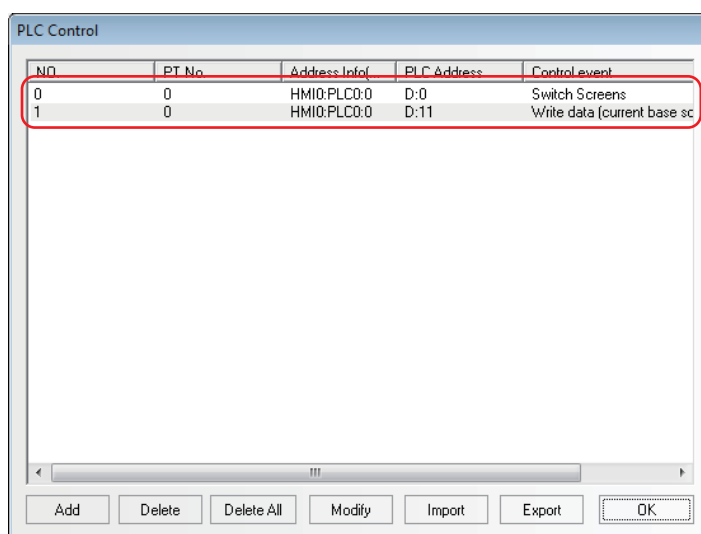 PLC Control
NO. PT No. Address Info(... PLC Address Control event
0 0 HMI0:PLC0:0 D:0 Switch Screens
1 0 HMI0:PLC0:0 D:11 Write data (current base sc
Add Delete Delete All Modify Import Export OK